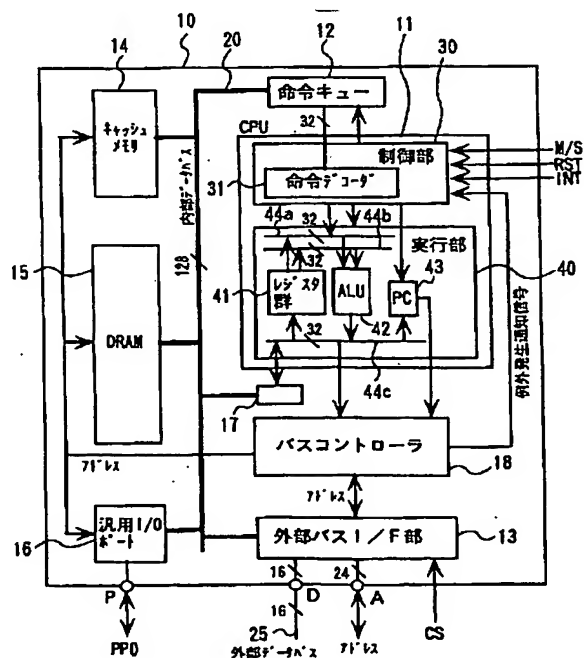 10
12
11
14
20
30
命令キュー
キャッシュ
メモリ
32
CPU
制御部
M/S
RST
INT
31
命令デコーダ
内部データバス
44a
32
44b
実行部
15
128
32
40
41
レジスタ
群
ALU
PC
43
42
DRAM
32
例外発生通知信号
44c
17
バスコントローラ
アドレス
18
アドレス
16
汎用I/O
ポート
外部バスI/F部
13
16
24
P
D
A
16
PP0
25
CS
外部データバス
アドレス